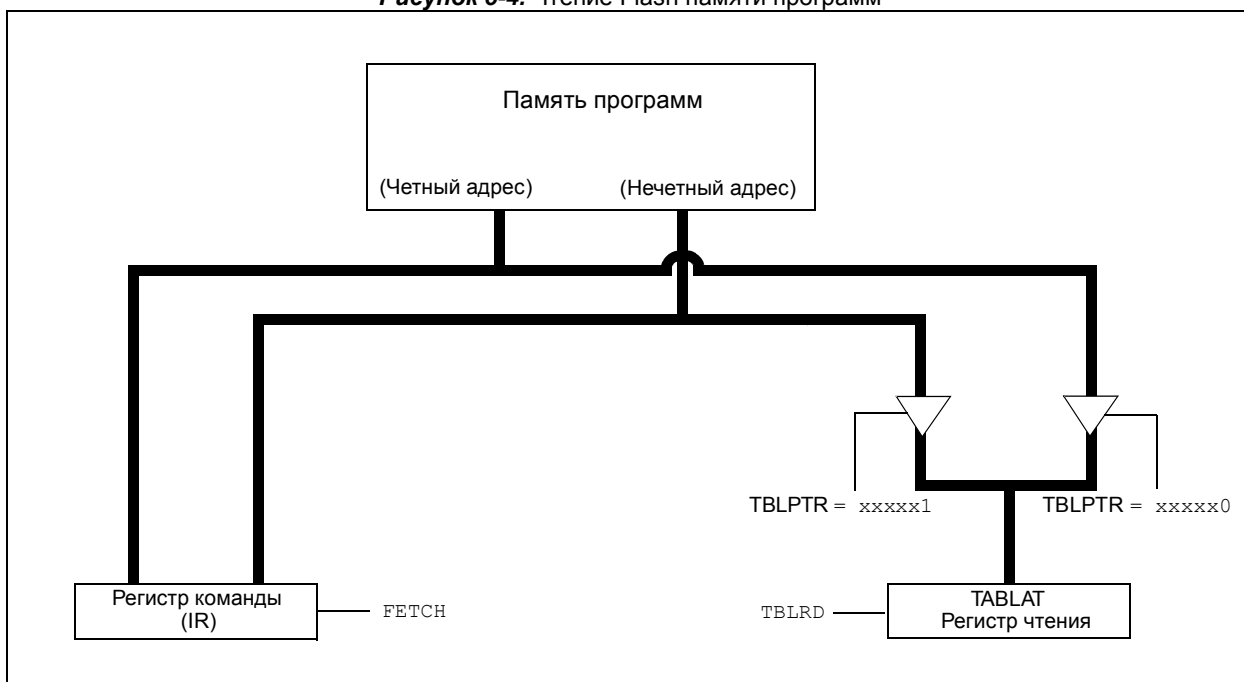 Память программ
(Четный адрес) (Нечетный адрес)
TBLPTR = xxxxx1 TBLPTR = xxxxx0
Регистр команды
(IR)
FETCH
TBLRD
TABLAT
Регистр чтения